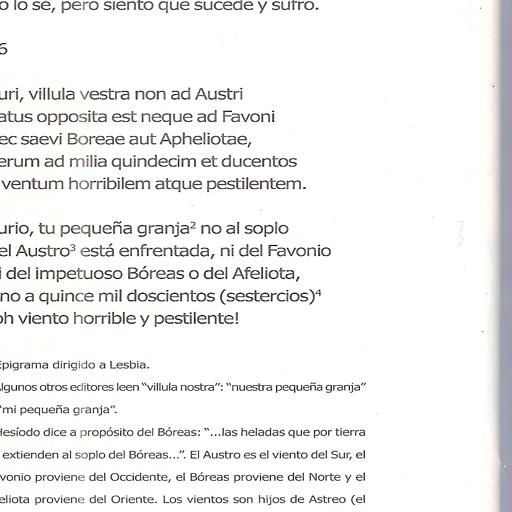 o lo sé, pero siento que sucede y sufro.
6
uri, villula vestra non ad Austri
atus opposita est neque ad Favoni
ec saevi Boreae aut Apheliotae,
erum ad milia quindecim et ducentos
ventum horribilem atque pestilentem.
urio, tu pequeña granja² no al soplo
el Austro³ está enfrentada, ni del Favonio
i del impetuoso Bóreas o del Afeliota,
no a quince mil doscientos (sestercios)⁴
oh viento horrible y pestilente!
Epigrama dirigido a Lesbia.
lgunos otros editores leen “villula nostra”: “nuestra pequeña granja”
“mi pequeña granja”.
Hesíodo dice a propósito del Bóreas: “...las heladas que por tierra
extienden al soplo del Bóreas...”. El Austro es el viento del Sur, el
vonio proviene del Occidente, el Bóreas proviene del Norte y el
eliota proviene del Oriente. Los vientos son hijos de Astreo (el